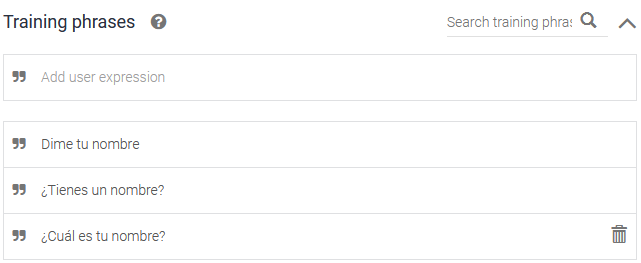 Training phrases
Search training phras
Add user expression
Dime tu nombre
¿Tienes un nombre?
¿Cuál es tu nombre?